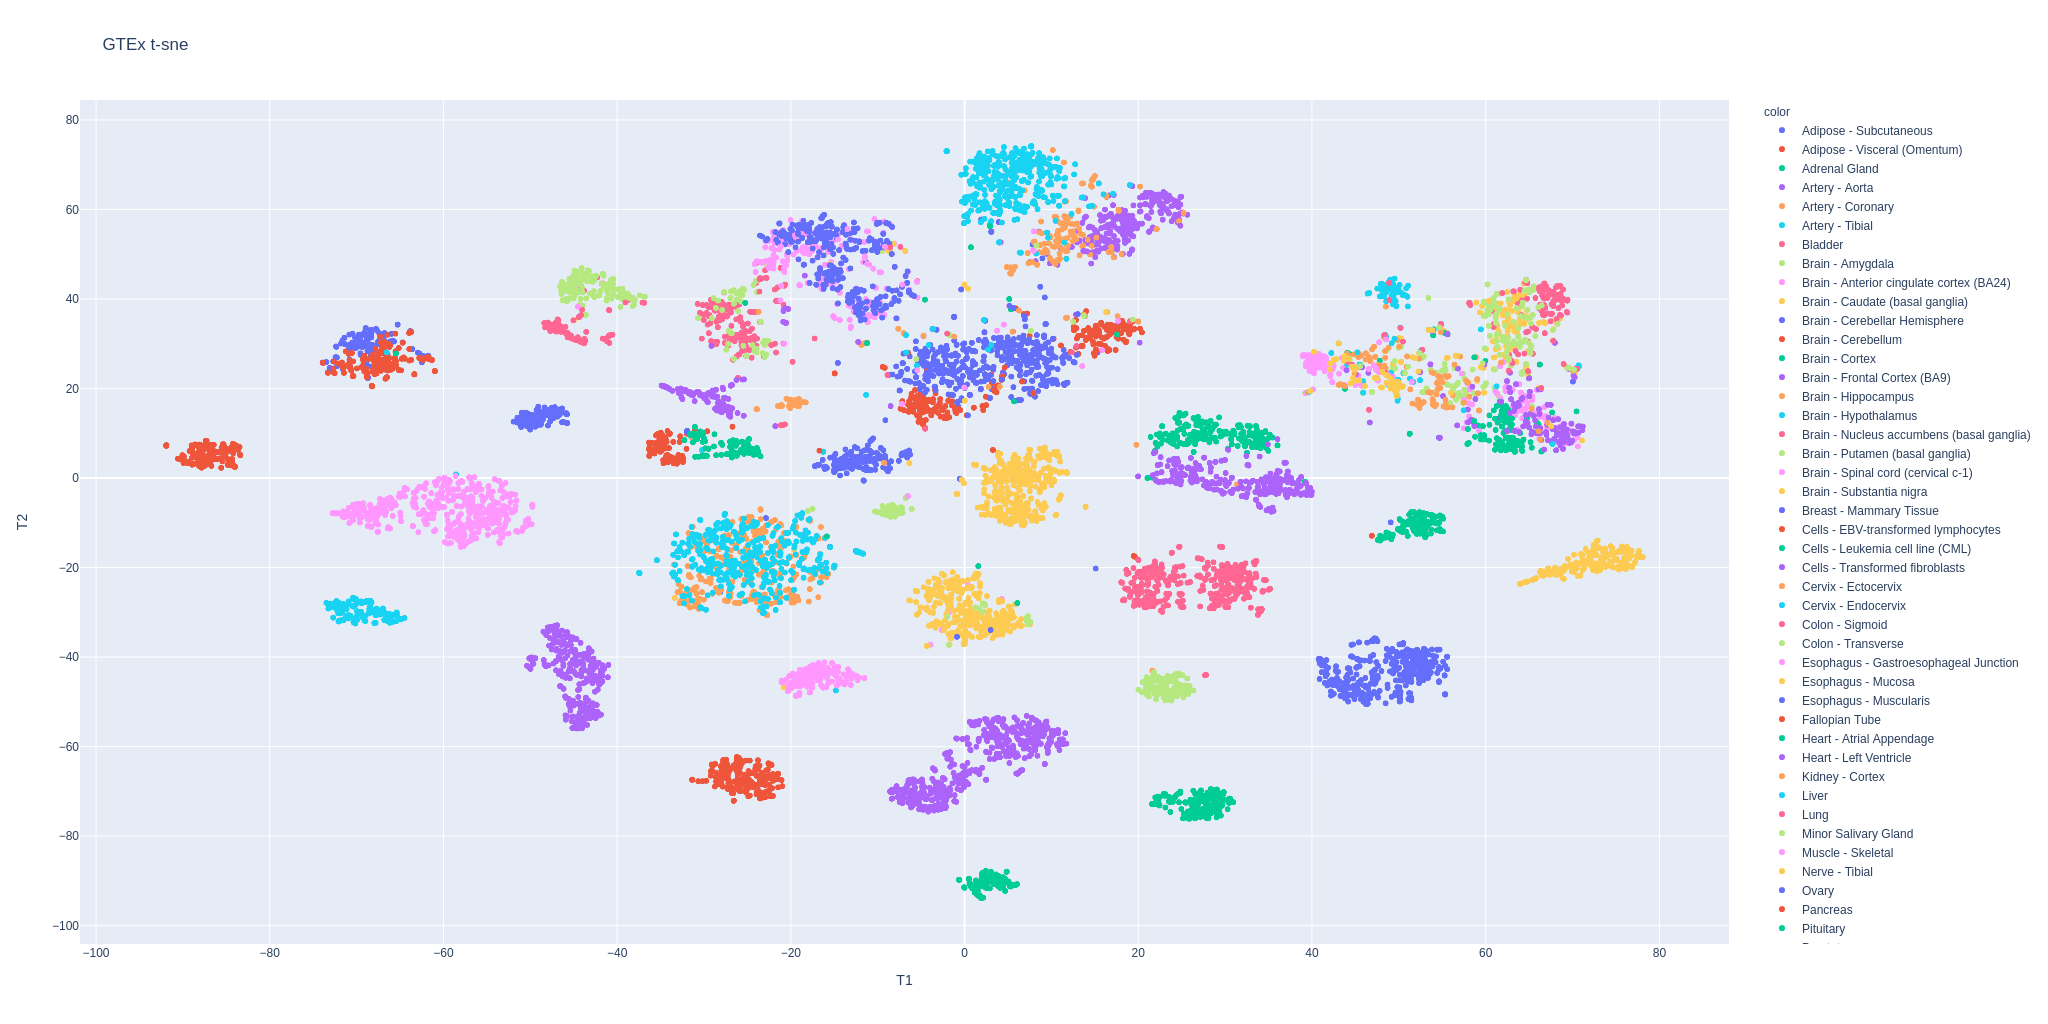 GTEx t-sne
80
60
40
20
0
−20
−40
−60
−80
−100
T2
−100
−80
−60
−40
−20
0
20
40
60
80
T1
color
Adipose - Subcutaneous
Adipose - Visceral (Omentum)
Adrenal Gland
Artery - Aorta
Artery - Coronary
Artery - Tibial
Bladder
Brain - Amygdala
Brain - Anterior cingulate cortex (BA24)
Brain - Caudate (basal ganglia)
Brain - Cerebellar Hemisphere
Brain - Cerebellum
Brain - Cortex
Brain - Frontal Cortex (BA9)
Brain - Hippocampus
Brain - Hypothalamus
Brain - Nucleus accumbens (basal ganglia)
Brain - Putamen (basal ganglia)
Brain - Spinal cord (cervical c-1)
Brain - Substantia nigra
Breast - Mammary Tissue
Cells - EBV-transformed lymphocytes
Cells - Leukemia cell line (CML)
Cells - Transformed fibroblasts
Cervix - Ectocervix
Cervix - Endocervix
Colon - Sigmoid
Colon - Transverse
Esophagus - Gastroesophageal Junction
Esophagus - Mucosa
Esophagus - Muscularis
Fallopian Tube
Heart - Atrial Appendage
Heart - Left Ventricle
Kidney - Cortex
Liver
Lung
Minor Salivary Gland
Muscle - Skeletal
Nerve - Tibial
Ovary
Pancreas
Pituitary